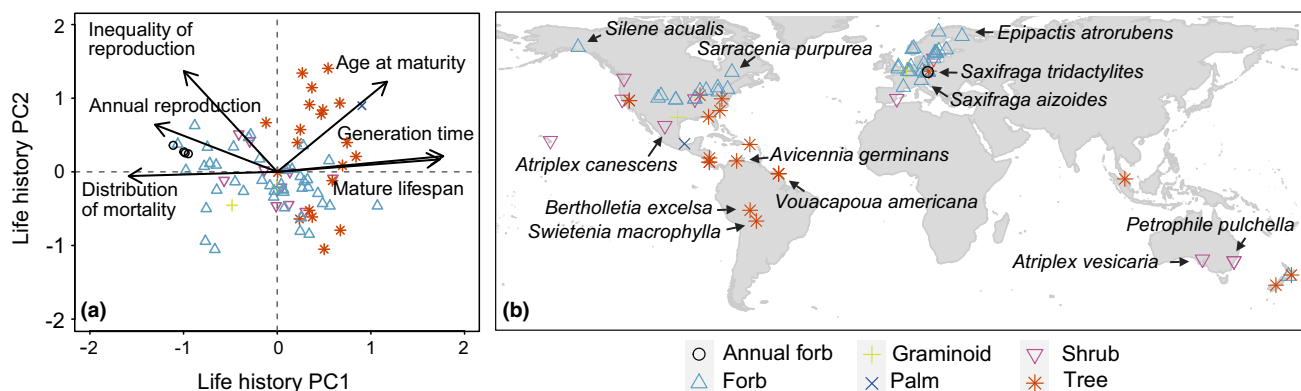 2
Inequality of
reproduction
Age at maturity
1
Annual reproduction
Generation time
0
Distribution
of mortality
Mature lifespan
-1
-2
(a)
-2
-1
0
1
2
Life history PC1
Life history PC2
Silene acualis
Sarracenia purpurea
Epipactis atrorubens
Saxifraga tridactylites
Saxifraga aizoides
Atriplex canescens
Avicennia germinans
Vouacapoua americana
Bertholletia excelsa
Swietenia macrophylla
Petrophile pulchella
Atriplex vesicaria
(b)
Annual forb
Graminoid
Shrub
Forb
Palm
Tree